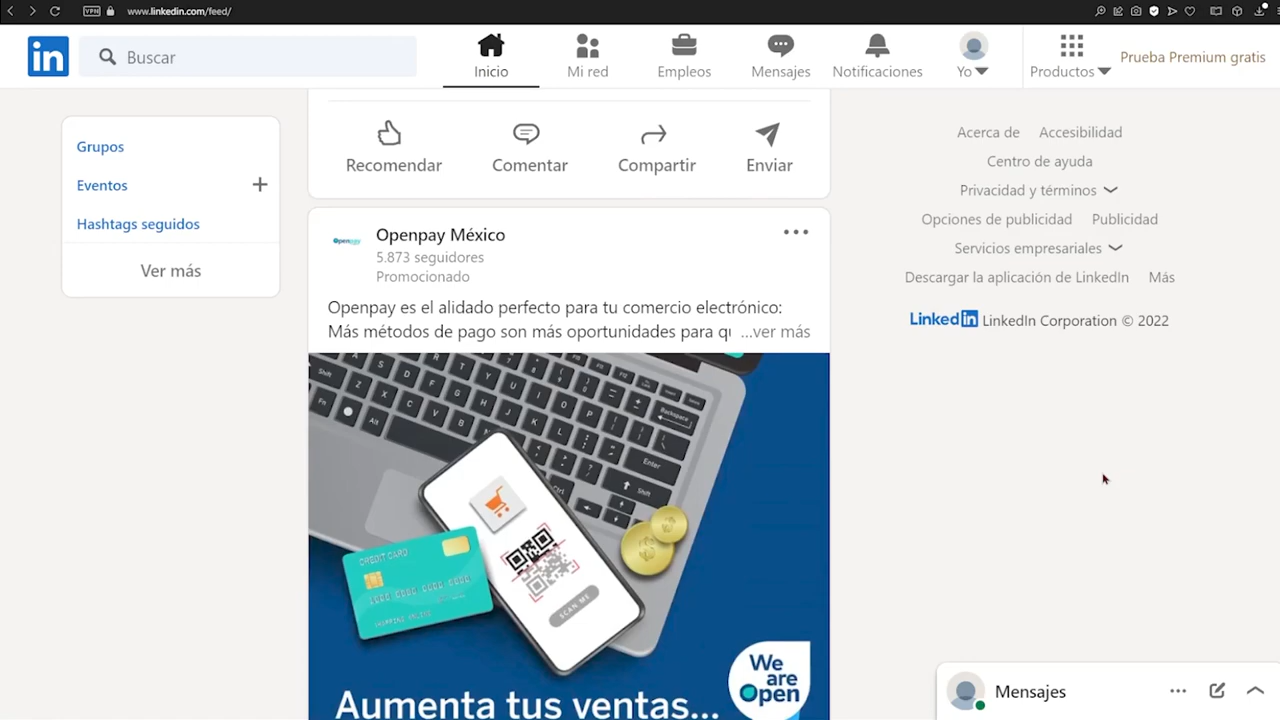 VPN
www.linkedin.com/feed/
in
Buscar
Inicio
Mi red
Empleos
Mensajes
Notificaciones
Yo
Productos
Prueba Premium gratis
Grupos
Eventos
Hashtags seguidos
Ver más
Recomendar
Comentar
Compartir
Enviar
Openpay
Openpay México
5.873 seguidores
Promocionado
Openpay es el alidado perfecto para tu comercio electrónico:
Más métodos de pago son más oportunidades para qu ...ver más
CREDIT CARD
SCAN ME
We
are
Open
Aumenta tus ventas...
Acerca de Accesibilidad
Centro de ayuda
Privacidad y términos
Opciones de publicidad Publicidad
Servicios empresariales
Descargar la aplicación de LinkedIn Más
LinkedIn LinkedIn Corporation © 2022
Mensajes